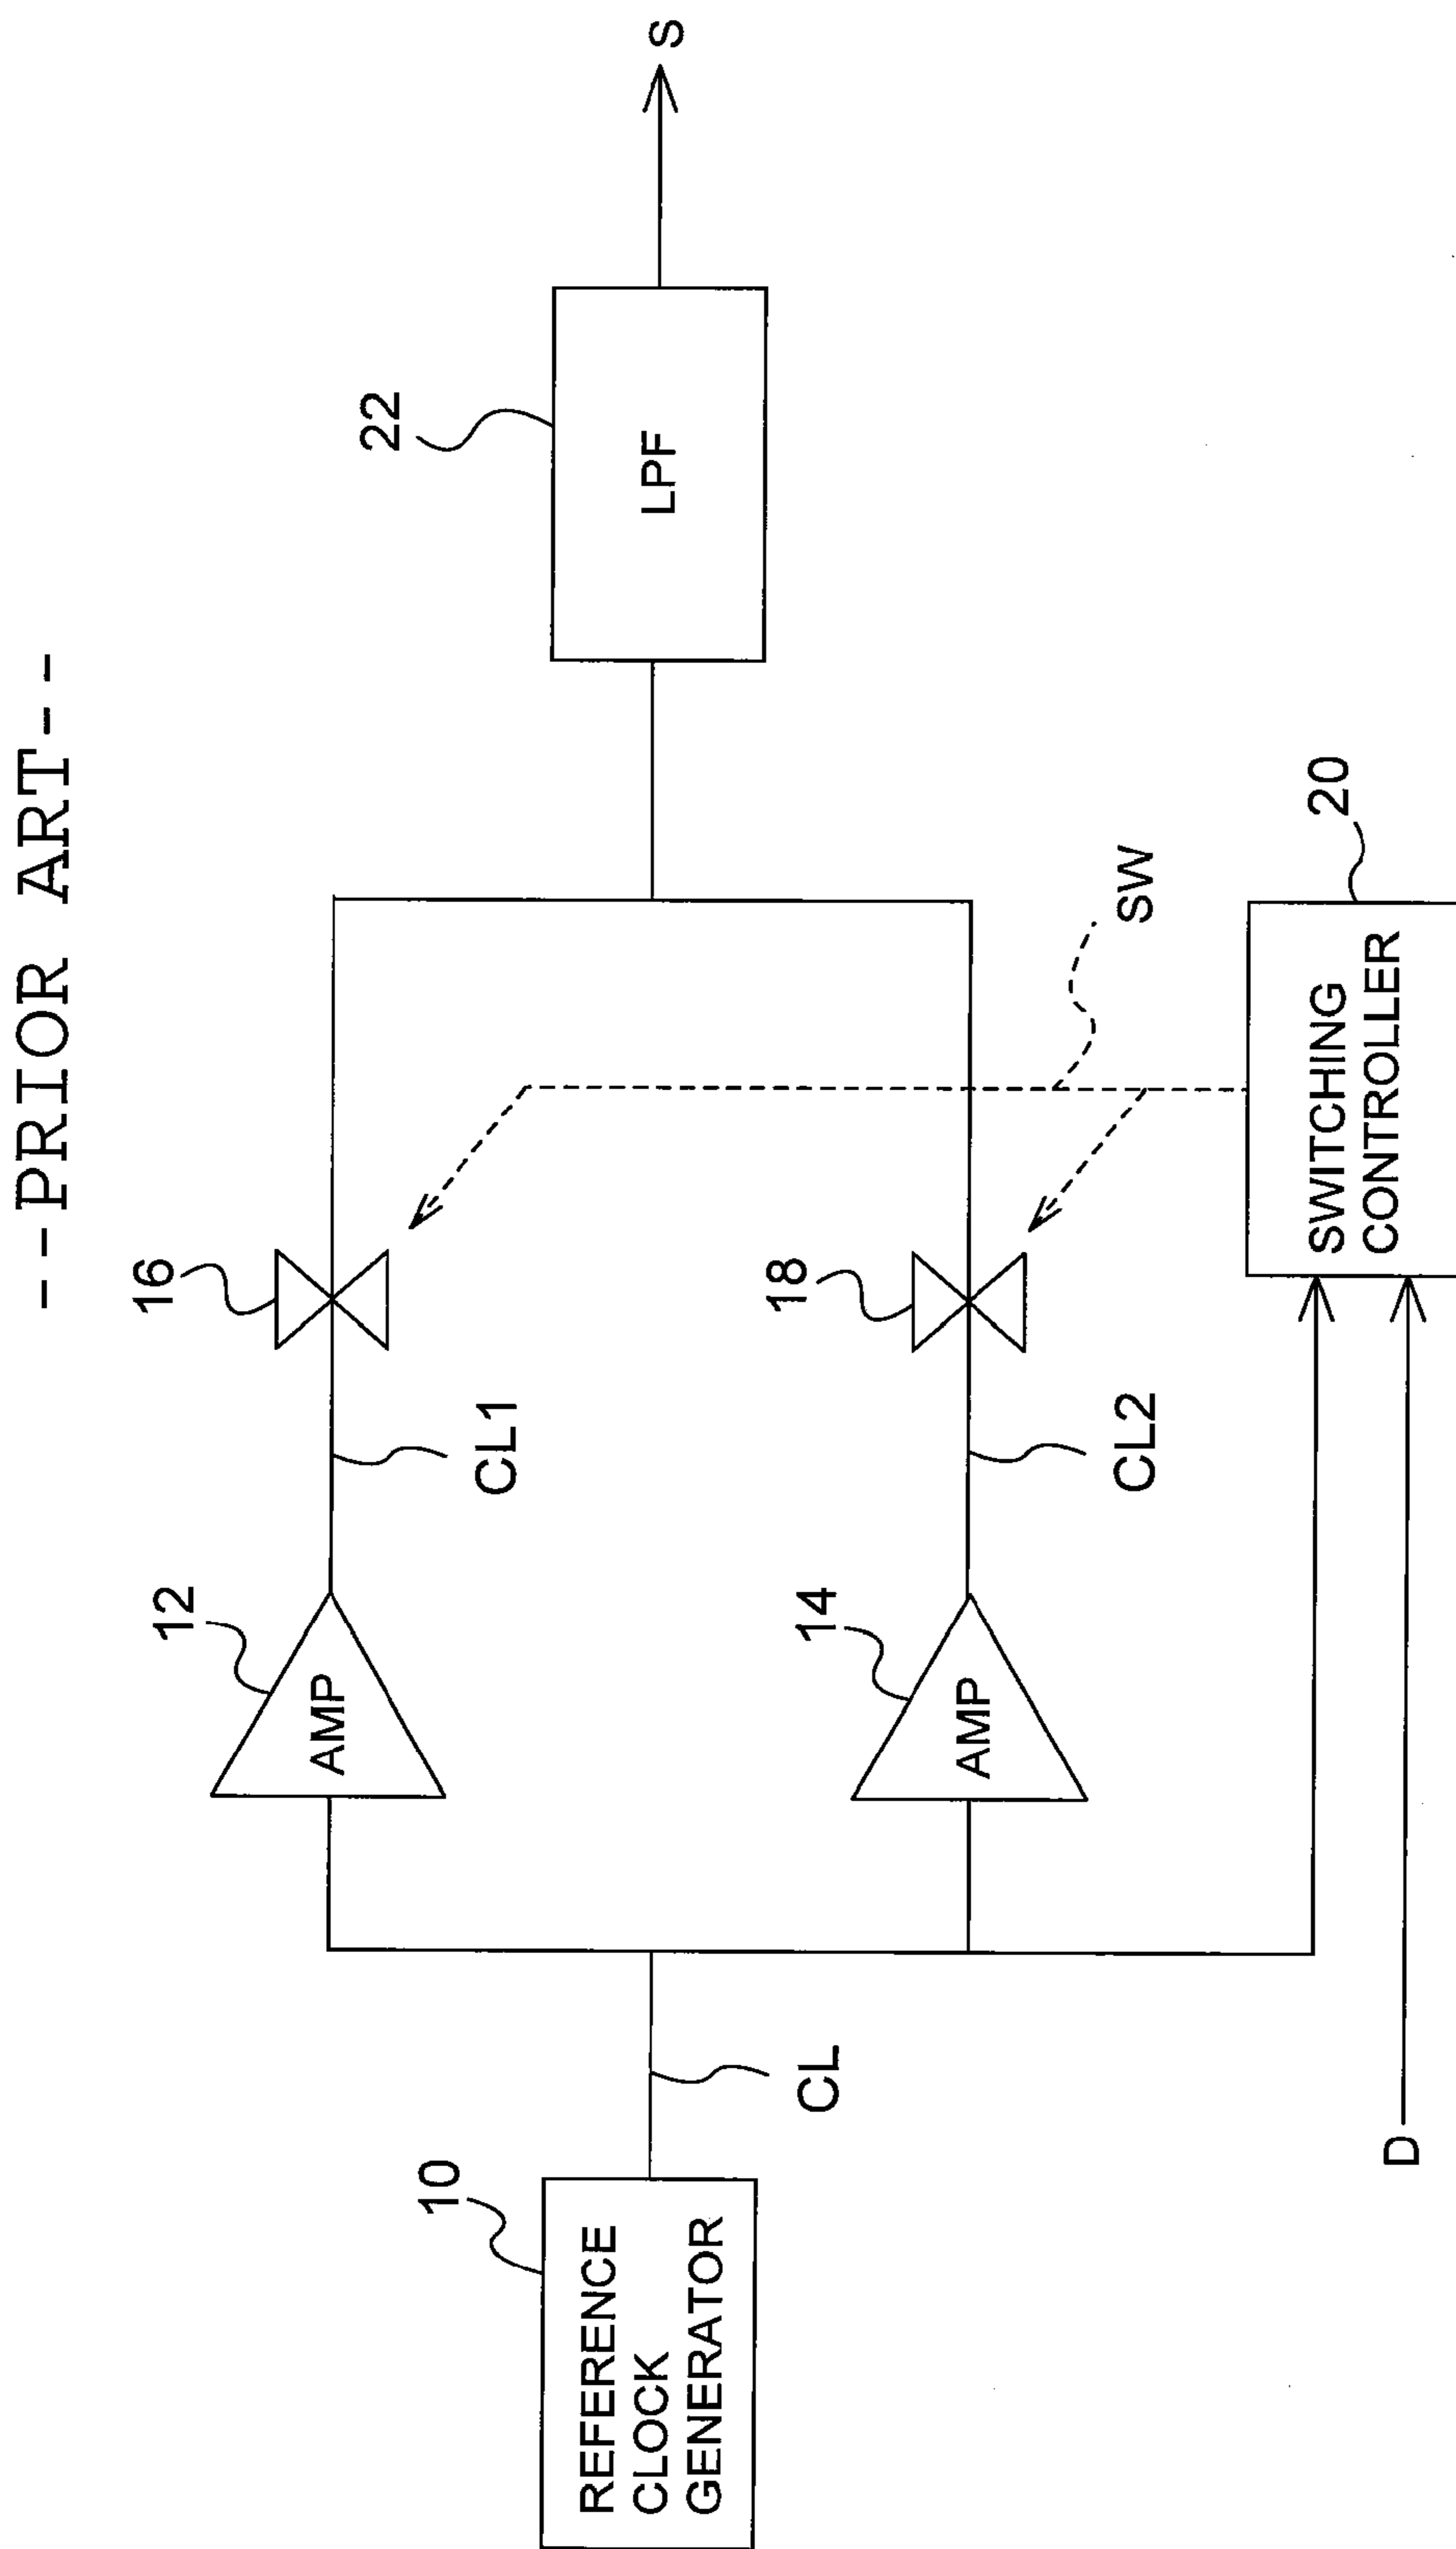 --PRIOR ART--
10
REFERENCE
CLOCK
GENERATOR
CL
12
AMP
CL1
16
14
AMP
CL2
18
SW
22
LPF
S
D
20
SWITCHING
CONTROLLER